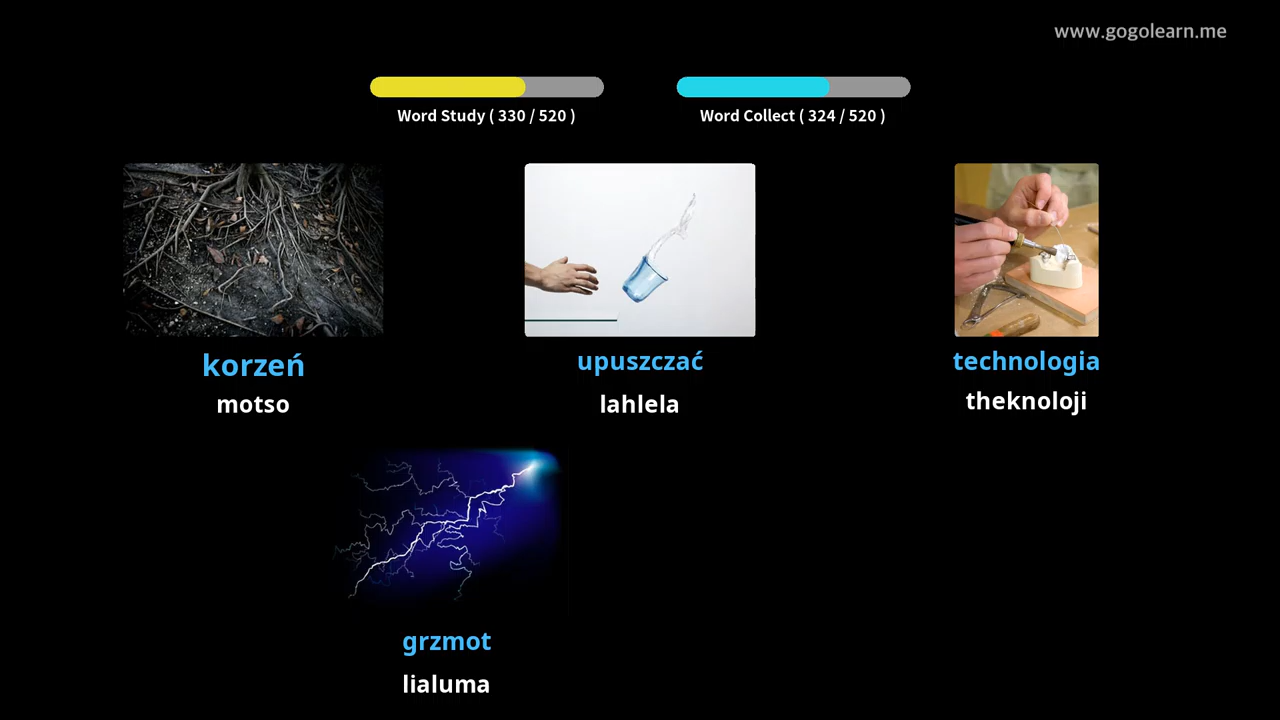 www.gogolearn.me
Word Study ( 330 / 520 )
Word Collect ( 324 / 520 )
korzeń
motso
upuszczać
lahlela
technologia
theknoloji
grzmot
lialuma